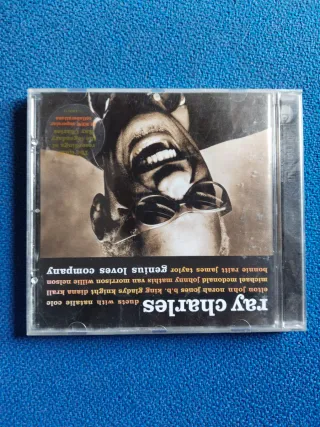 ray charles duets with natalie cole
elton john norah jones b.b. king gladys knight diana krall
michael mcdonald johnny mathis van morrison willie nelson
bonnie raitt james taylor genius loves company